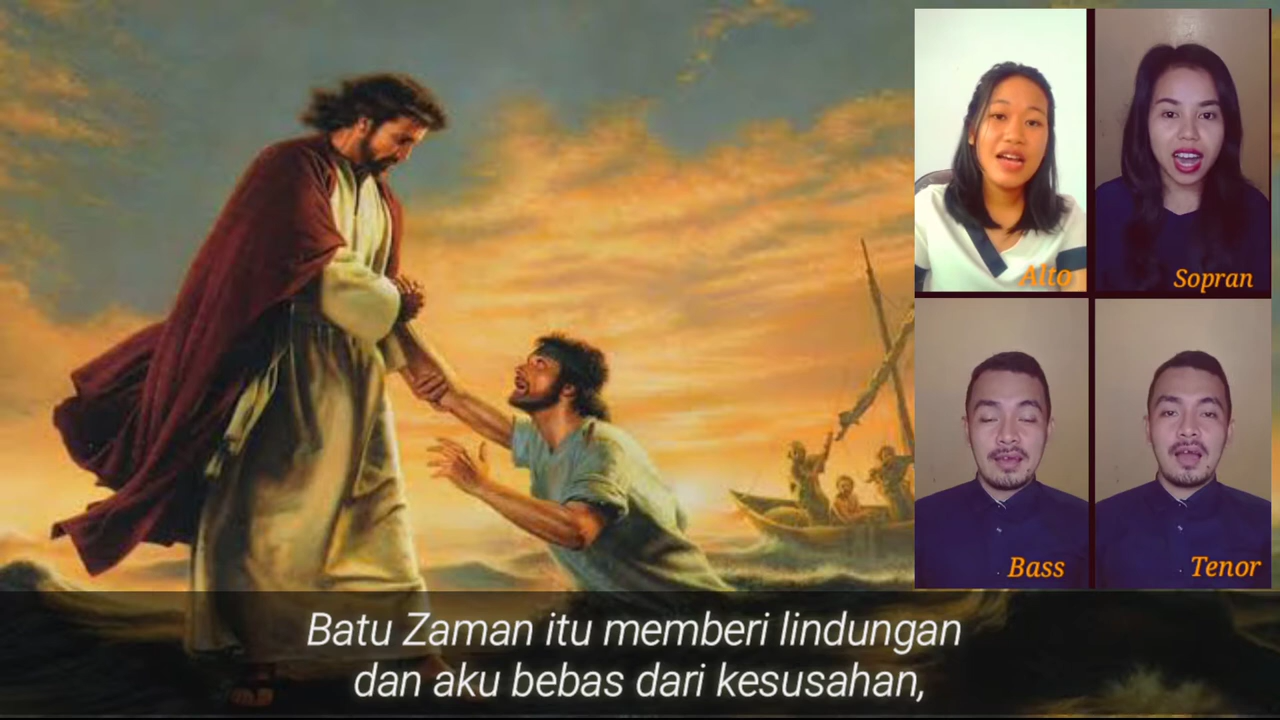 Alto
Sopran
Bass
Tenor
Batu Zaman itu memberi lindungan
dan aku bebas dari kesusahan,